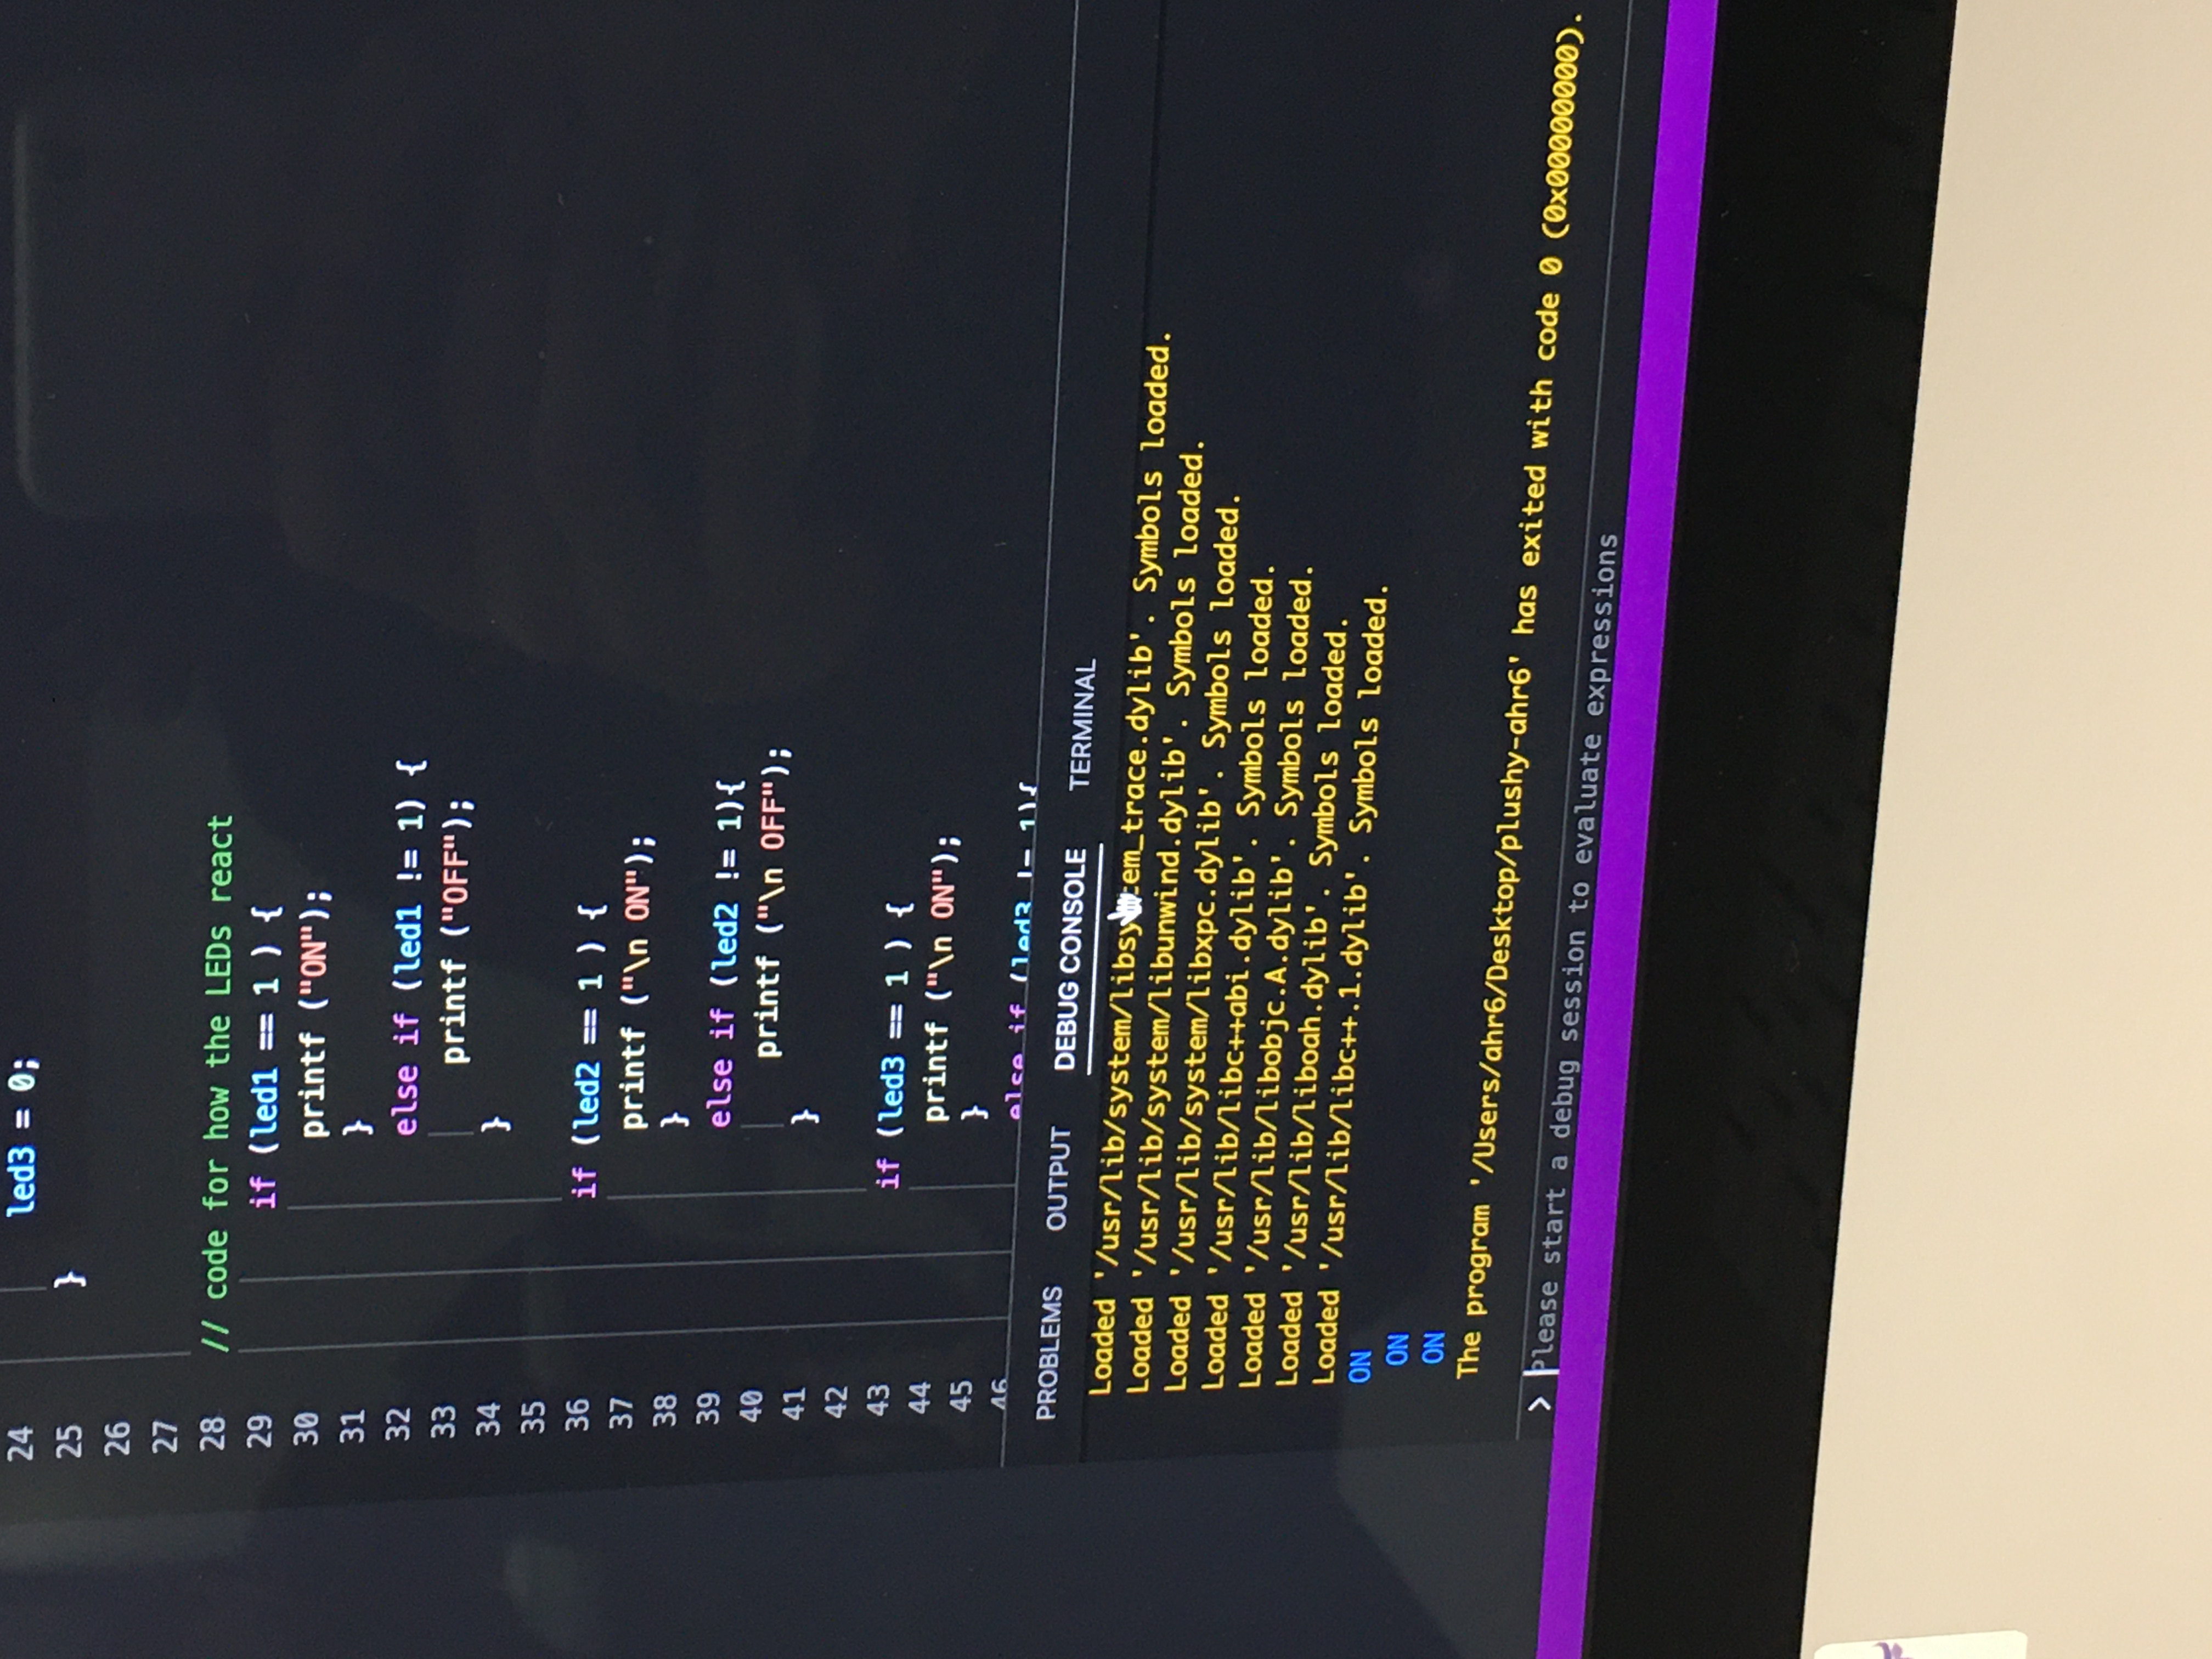 24 led3 = 0;
25 }
26
27
28 // code for how the LEDs react
29 if (led1 == 1 ) {
30 printf ("ON");
31 }
32 else if (led1 != 1) {
33 printf ("OFF");
34 }
35
36 if (led2 == 1 ) {
37 printf ("\n ON");
38 }
39 else if (led2 != 1){
40 printf ("\n OFF");
41 }
42
43 if (led3 == 1 ) {
44 printf ("\n ON");
45 }
46 else if (led3 != 1){
PROBLEMS OUTPUT DEBUG CONSOLE TERMINAL
Loaded '/usr/lib/system/libsystem_trace.dylib'. Symbols loaded.
Loaded '/usr/lib/system/libunwind.dylib'. Symbols loaded.
Loaded '/usr/lib/system/libxpc.dylib'. Symbols loaded.
Loaded '/usr/lib/libc++abi.dylib'. Symbols loaded.
Loaded '/usr/lib/libobjc.A.dylib'. Symbols loaded.
Loaded '/usr/lib/liboah.dylib'. Symbols loaded.
Loaded '/usr/lib/libc++.1.dylib'. Symbols loaded.
ON
ON
ON
The program '/Users/ahr6/Desktop/plushy-ahr6' has exited with code 0 (0x00000000).
> Please start a debug session to evaluate expressions